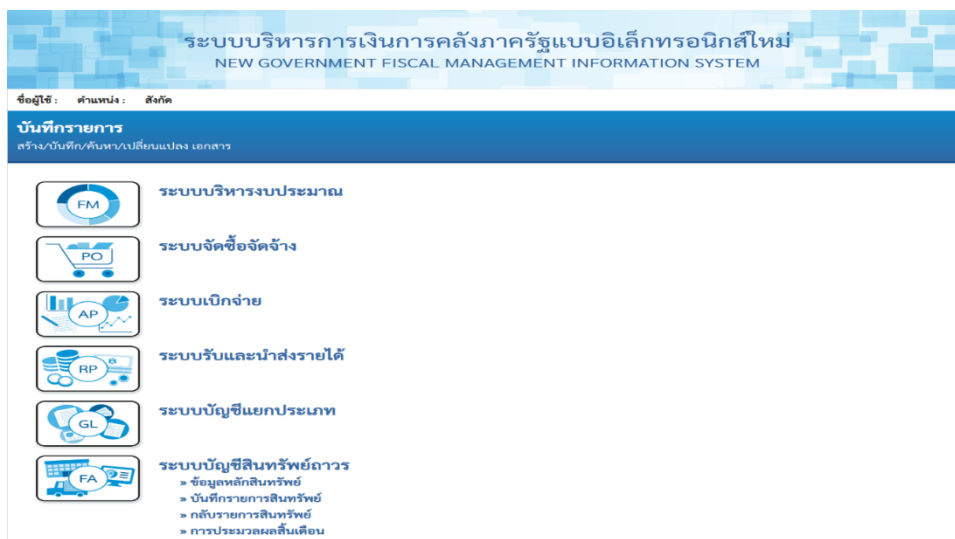 ระบบบริหารการเงินการคลังภาครัฐแบบอิเล็กทรอนิกส์ใหม่
NEW GOVERNMENT FISCAL MANAGEMENT INFORMATION SYSTEM
ชื่อผู้ใช้ : ตำแหน่ง : สังกัด
บันทึกรายการ
สร้าง/บันทึก/ค้นหา/เปลี่ยนแปลง เอกสาร
FM ระบบบริหารงบประมาณ
PO ระบบจัดซื้อจัดจ้าง
AP ระบบเบิกจ่าย
RP ระบบรับและนำส่งรายได้
GL ระบบบัญชีแยกประเภท
FA ระบบบัญชีสินทรัพย์ถาวร
» ข้อมูลหลักสินทรัพย์
» บันทึกรายการสินทรัพย์
» กลับรายการสินทรัพย์
» การประมวลผลสิ้นเดือน